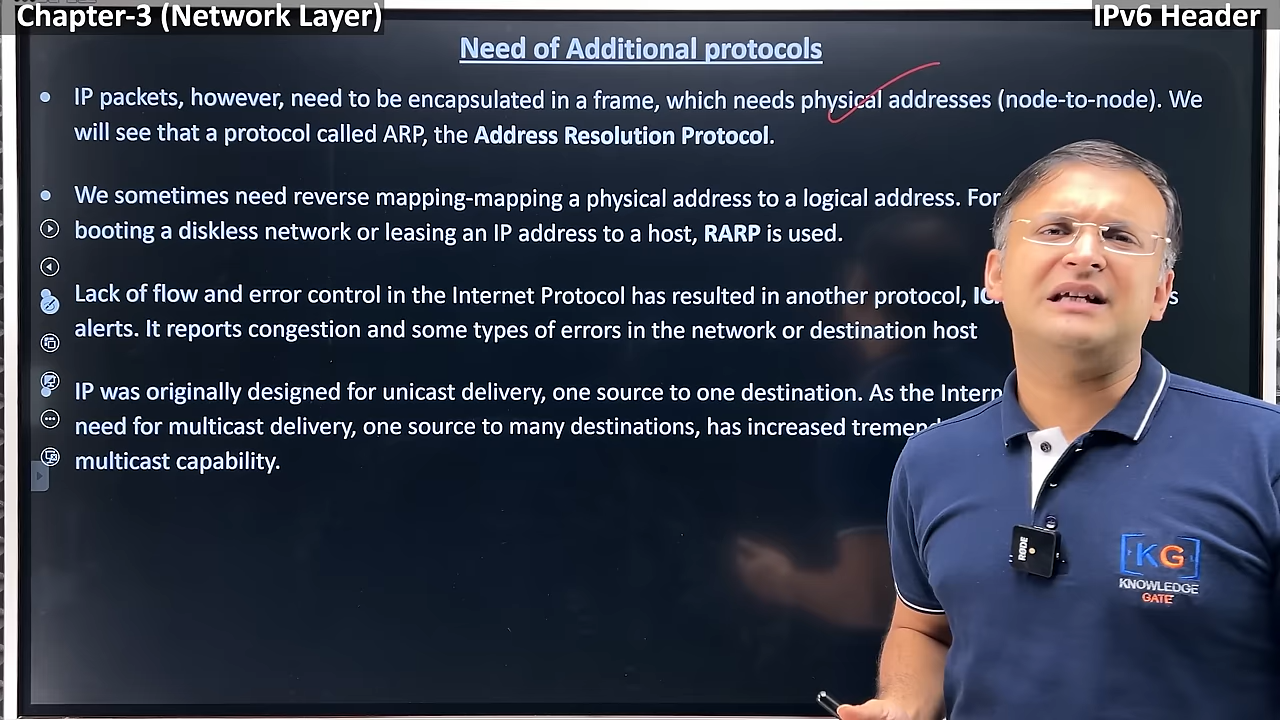 Chapter-3 (Network Layer)
IPv6 Header
Need of Additional protocols
IP packets, however, need to be encapsulated in a frame, which needs physical addresses (node-to-node). We
will see that a protocol called ARP, the Address Resolution Protocol.
We sometimes need reverse mapping-mapping a physical address to a logical address. For
booting a diskless network or leasing an IP address to a host, RARP is used.
Lack of flow and error control in the Internet Protocol has resulted in another protocol,
alerts. It reports congestion and some types of errors in the network or destination host
IP was originally designed for unicast delivery, one source to one destination. As the
need for multicast delivery, one source to many destinations, has increased
multicast capability.
RODE
KG
KNOWLEDGE
GATE